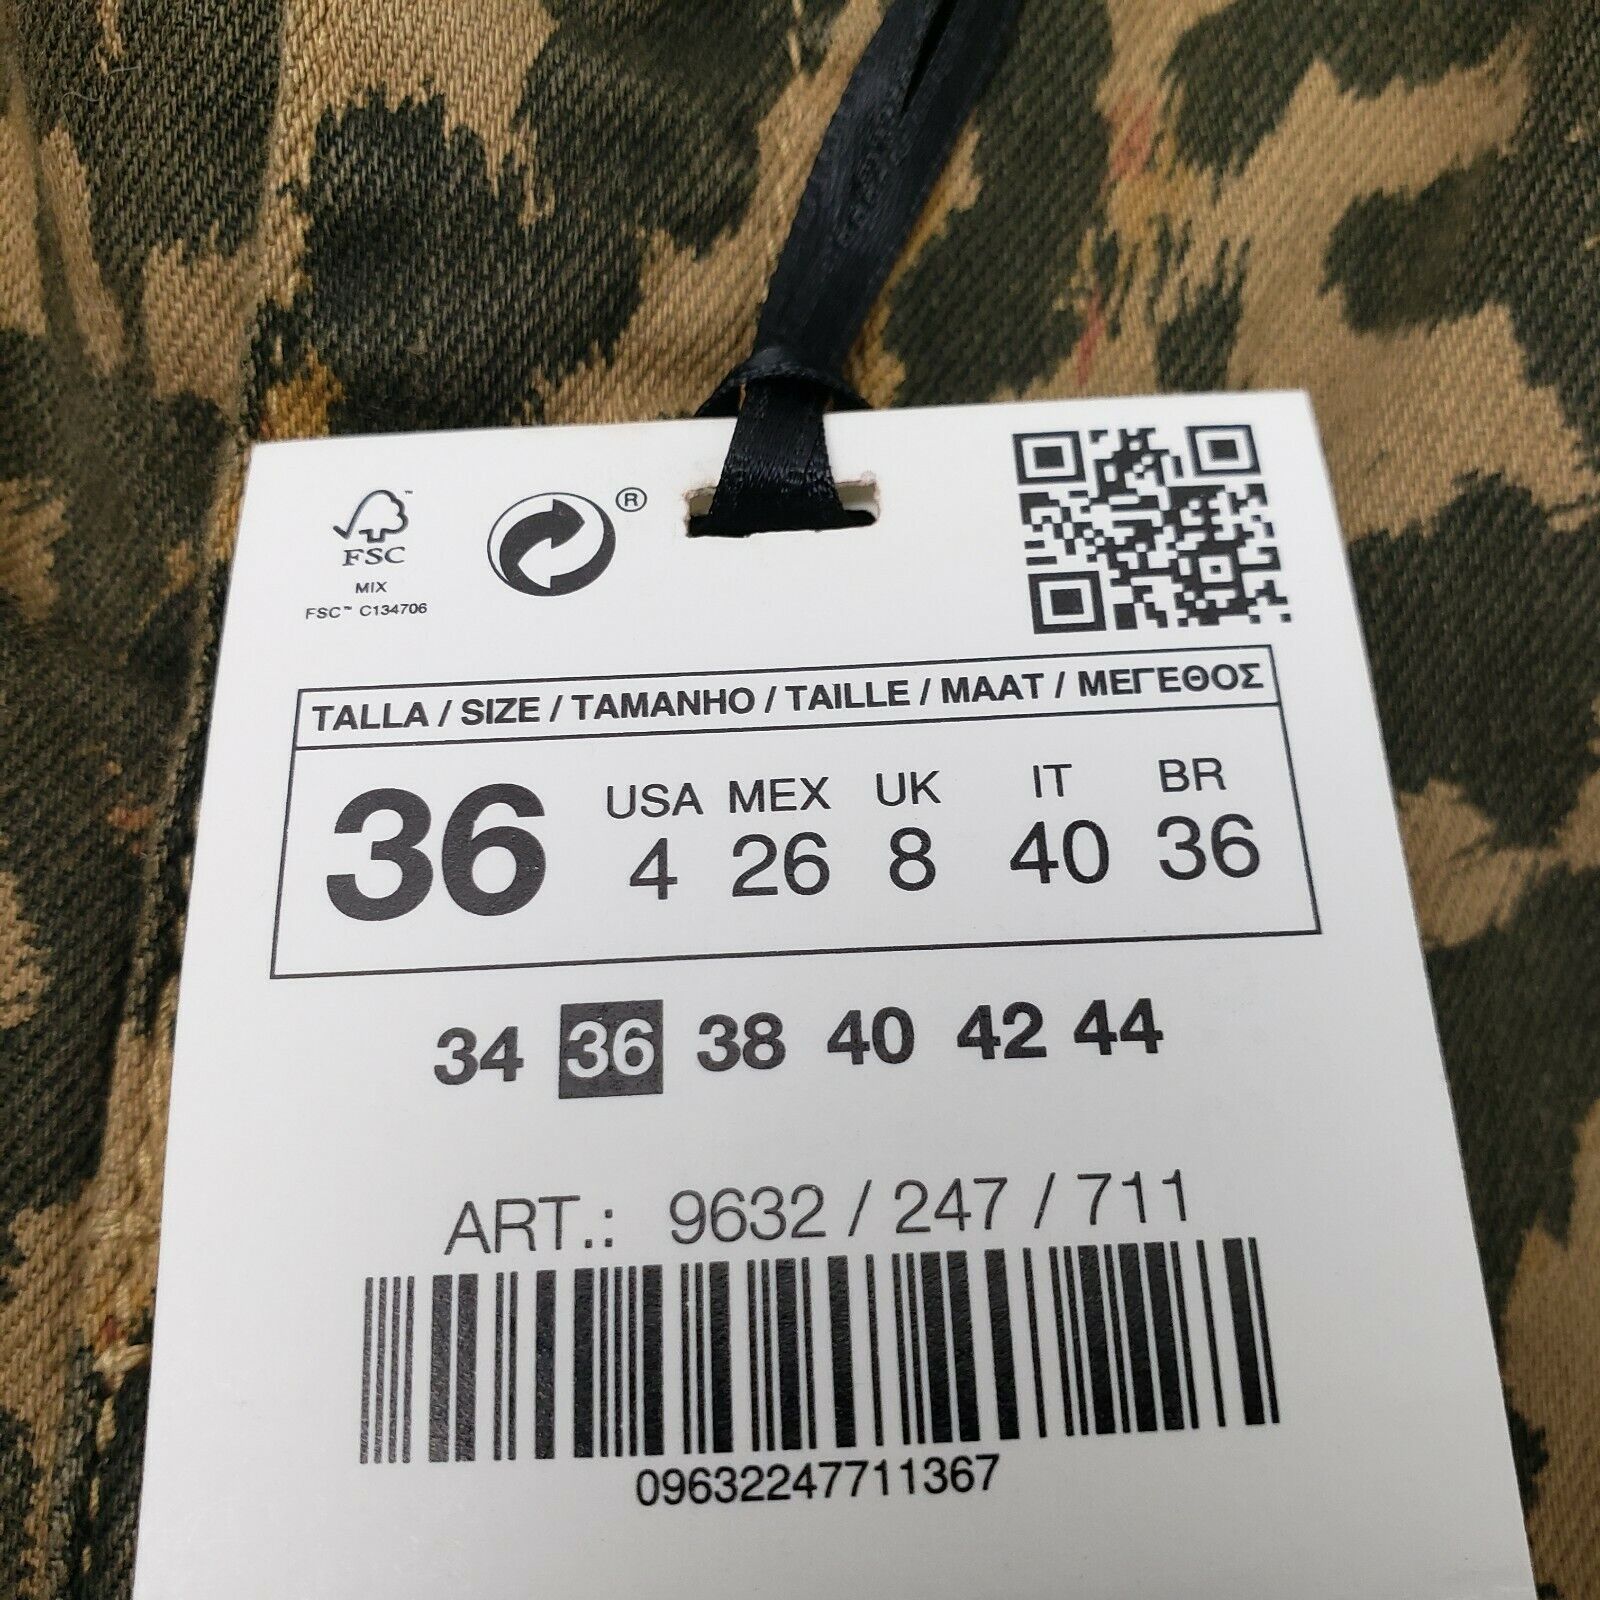 FSC™
MIX
FSC™ C134706
®
TALLA / SIZE / TAMANHO / TAILLE / MAAT / ΜΕΓΕΘΟΣ
36
USA MEX UK IT BR
4 26 8 40 36
34 36 38 40 42 44
ART.: 9632 / 247 / 711
09632247711367